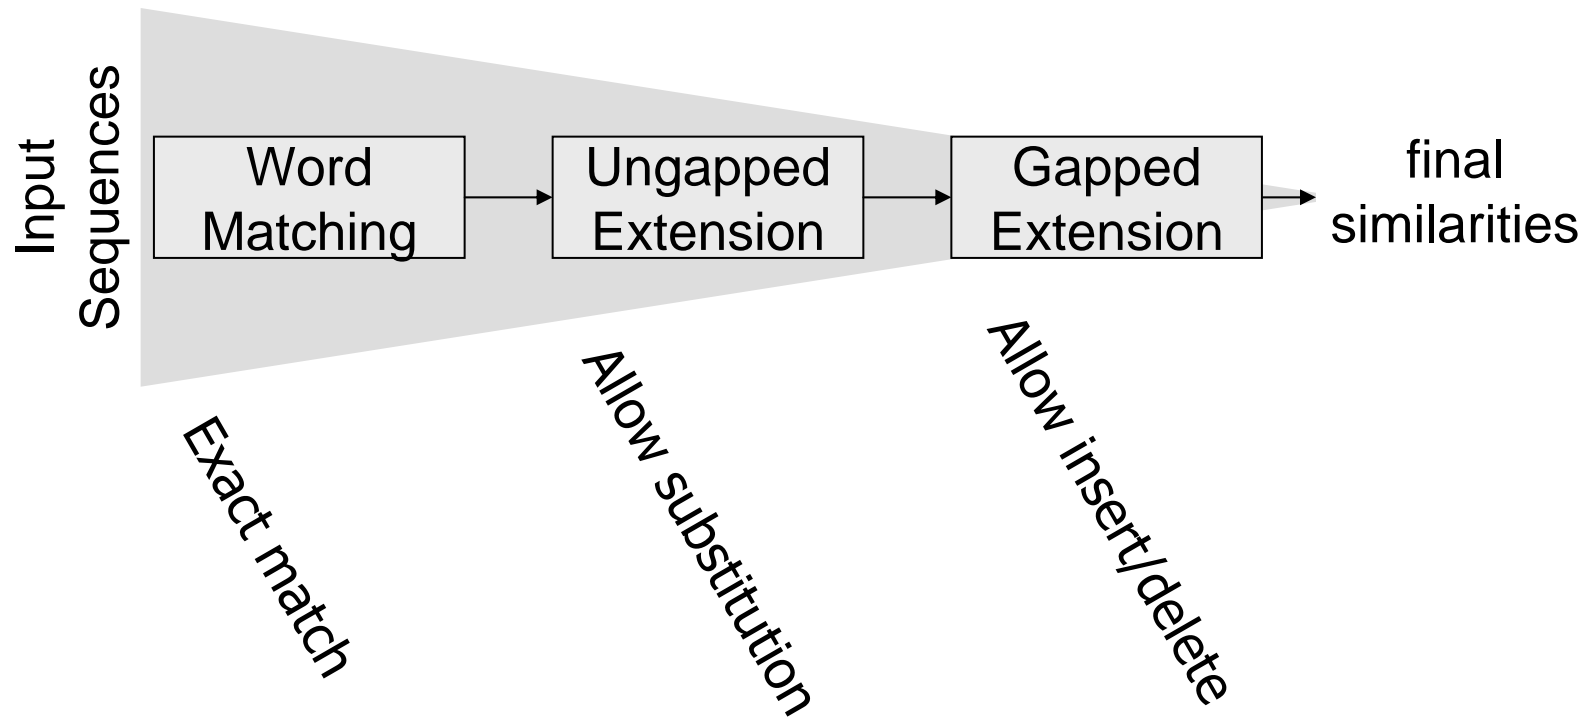 Input
Sequences
Word
Matching
Ungapped
Extension
Gapped
Extension
final
similarities
Exact match
Allow substitution
Allow insert/delete